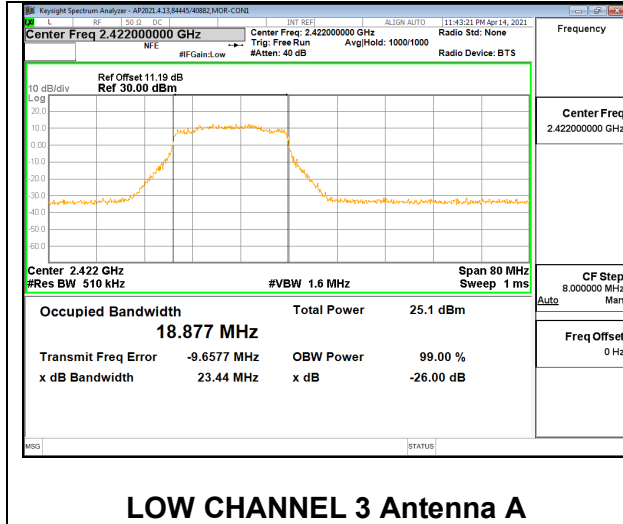 Keysight Spectrum Analyzer - AP2021.4.13,84445/40882,MOR-CON1
L RF 50 Ω DC INT REF ALIGN AUTO 11:43:21 PM Apr 14, 2021
Center Freq 2.422000000 GHz
NFE
#IFGain:Low
Center Freq: 2.422000000 GHz
Trig: Free Run Avg|Hold: 1000/1000
#Atten: 40 dB
Radio Std: None
Radio Device: BTS
Frequency
Ref Offset 11.19 dB
10 dB/div Ref 30.00 dBm
Log
20.0
10.0
0.00
-10.0
-20.0
-30.0
-40.0
-50.0
-60.0
Center Freq
2.422000000 GHz
Center 2.422 GHz Span 80 MHz
#Res BW 510 kHz #VBW 1.6 MHz Sweep 1 ms
CF Step
8.000000 MHz
Auto Man
Freq Offset
0 Hz
Occupied Bandwidth Total Power 25.1 dBm
18.877 MHz
Transmit Freq Error -9.6577 MHz OBW Power 99.00 %
x dB Bandwidth 23.44 MHz x dB -26.00 dB
MSG STATUS
LOW CHANNEL 3 Antenna A